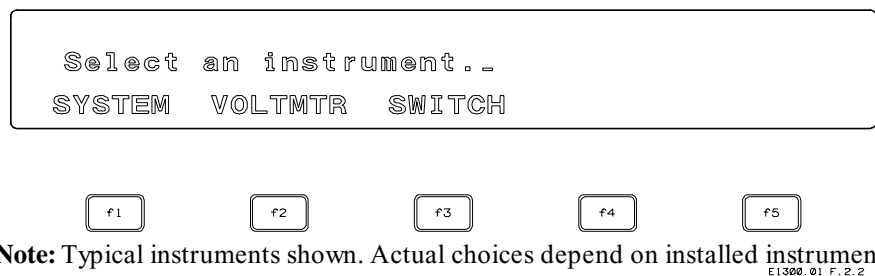 Select an instrument._
SYSTEM VOLTMTR SWITCH
f1 f2 f3 f4 f5
Note: Typical instruments shown. Actual choices depend on installed instrumen
E1300.01 F.2.2